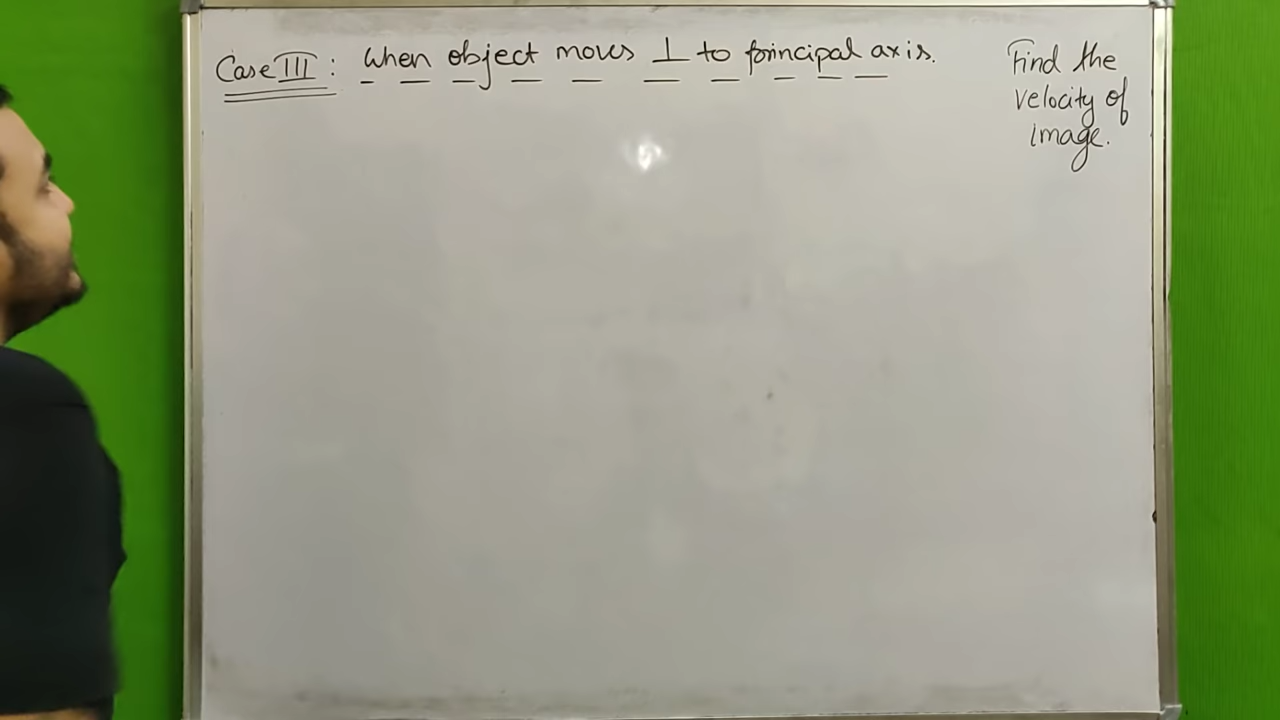 Case III : When object moves ⊥ to principal axis.
Find the
velocity of
image.